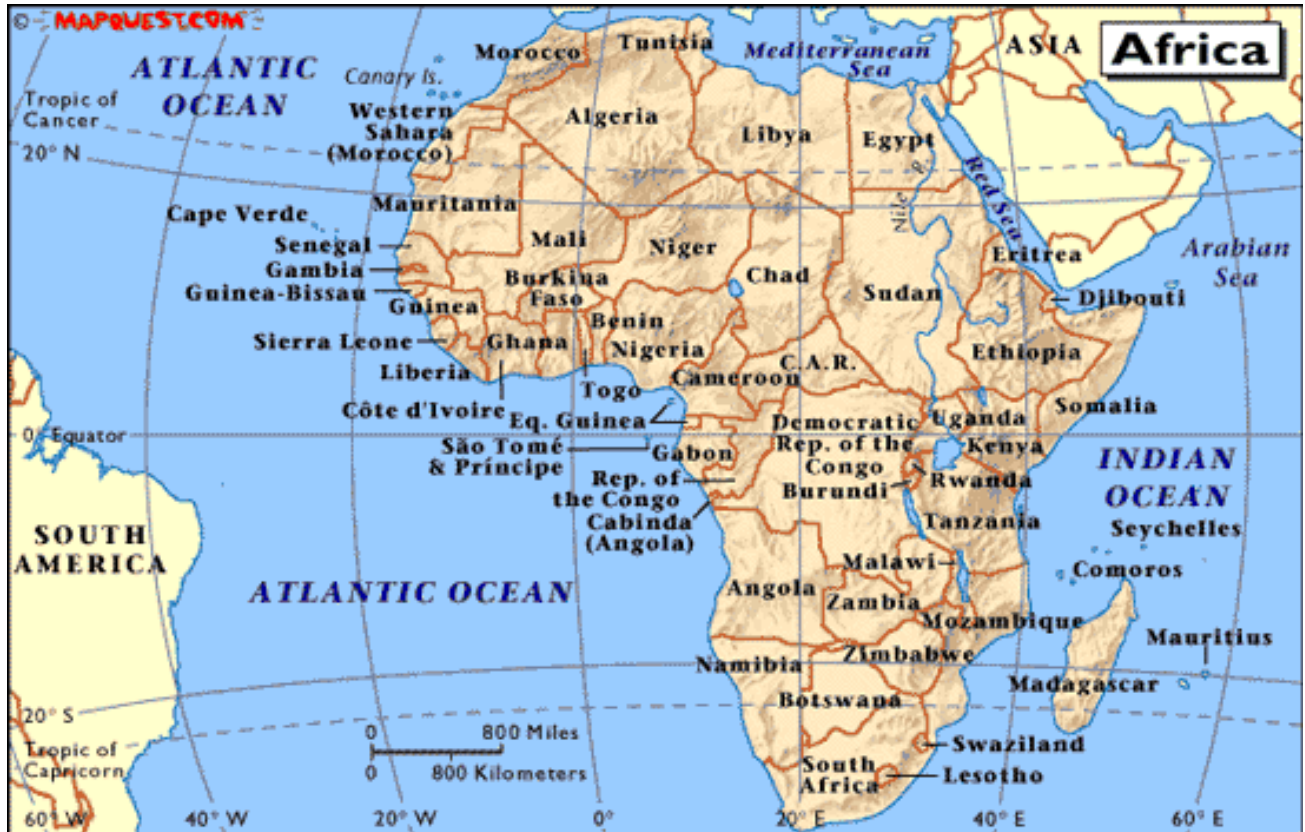 © MAPQUEST.COM
Africa
ASIA
Mediterranean
Sea
ATLANTIC
OCEAN
Canary Is.
Morocco
Tunisia
Tropic of
Cancer
20° N
Western
Sahara
(Morocco)
Algeria
Libya
Egypt
Nile R.
Red Sea
Arabian
Sea
Cape Verde
Mauritania
Mali
Niger
Chad
Sudan
Eritrea
Djibouti
Senegal
Gambia
Guinea-Bissau
Guinea
Burkina
Faso
Benin
Nigeria
Sierra Leone
Ghana
Liberia
Togo
Côte d'Ivoire
Cameroon
C.A.R.
Ethiopia
Somalia
Eq. Guinea
0° Equator
São Tomé
& Príncipe
Gabon
Democratic
Rep. of the
Congo
Uganda
Kenya
Rep. of
the Congo
Burundi
Rwanda
Cabinda
(Angola)
Tanzania
INDIAN
OCEAN
Seychelles
SOUTH
AMERICA
ATLANTIC OCEAN
Angola
Malawi
Zambia
Comoros
Mozambique
Mauritius
Zimbabwe
Namibia
Madagascar
Botswana
20° S
Tropic of
Capricorn
0 800 Miles
0 800 Kilometers
South
Africa
Swaziland
Lesotho
60° W
40° W
20° W
0°
20° E
40° E
60° E